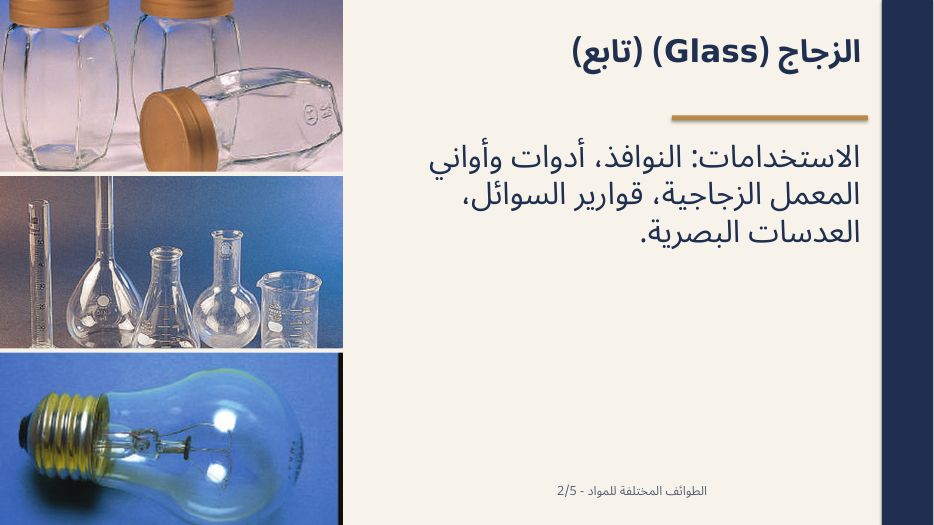 الزجاج (Glass) (تابع)
الاستخدامات: النوافذ، أدوات وأواني
المعمل الزجاجية، قوارير السوائل،
العدسات البصرية.
الطوائف المختلفة للمواد - 2/5